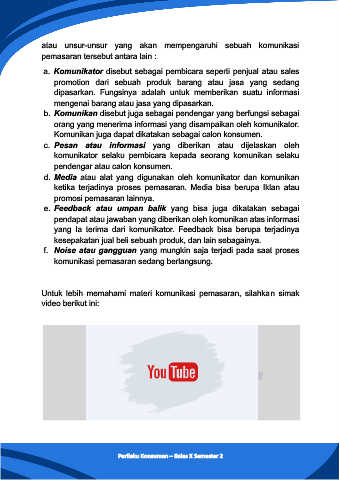 atau unsur-unsur yang akan mempengaruhi sebuah komunikasi
pemasaran tersebut antara lain :
a. Komunikator disebut sebagai pembicara seperti penjual atau sales
promotion dari sebuah produk barang atau jasa yang sedang
dipasarkan. Fungsinya adalah untuk memberikan suatu informasi
mengenai barang atau jasa yang dipasarkan.
b. Komunikan disebut juga sebagai pendengar yang berfungsi sebagai
orang yang menerima informasi yang disampaikan oleh komunikator.
Komunikan juga dapat dikatakan sebagai calon konsumen.
c. Pesan atau informasi yang diberikan atau dijelaskan oleh
komunikator selaku pembicara kepada seorang komunikan selaku
pendengar atau calon konsumen.
d. Media atau alat yang digunakan oleh komunikator dan komunikan
ketika terjadinya proses pemasaran. Media bisa berupa Iklan atau
promosi pemasaran lainnya.
e. Feedback atau umpan balik yang bisa juga dikatakan sebagai
pendapat atau jawaban yang diberikan oleh komunikan atas informasi
yang Ia terima dari komunikator. Feedback bisa berupa terjadinya
kesepakatan jual beli sebuah produk, dan lain sebagainya.
f. Noise atau gangguan yang mungkin saja terjadi pada saat proses
komunikasi pemasaran sedang berlangsung.
Untuk lebih memahami materi komunikasi pemasaran, silahkan simak
video berikut ini:
YouTube
Perilaku Konsumen – Kelas X Semester 2